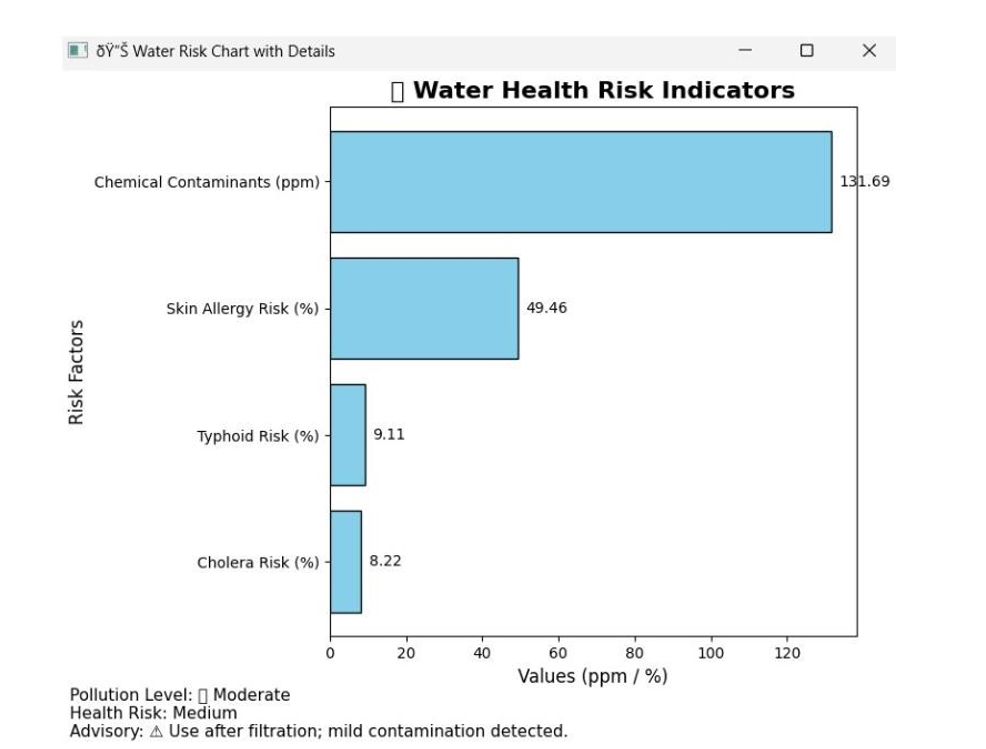 ðŸ“Š Water Risk Chart with Details
Water Health Risk Indicators
Chemical Contaminants (ppm)
131.69
Skin Allergy Risk (%)
49.46
Typhoid Risk (%)
9.11
Cholera Risk (%)
8.22
Risk Factors
0 20 40 60 80 100 120
Values (ppm / %)
Pollution Level: Moderate
Health Risk: Medium
Advisory: ⚠ Use after filtration; mild contamination detected.